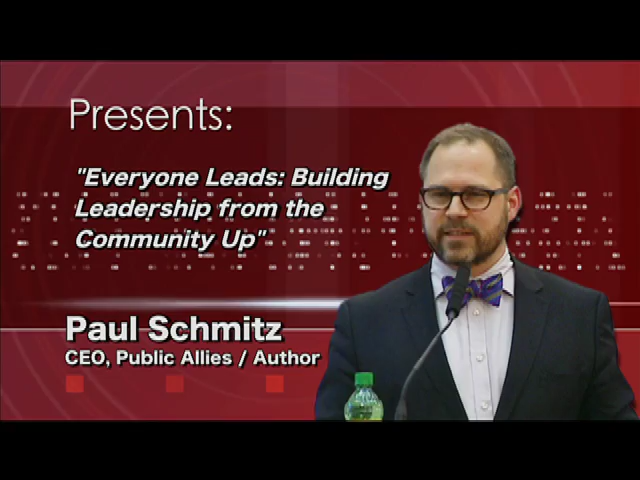 Presents:
"Everyone Leads: Building
Leadership from the
Community Up"
Paul Schmitz
CEO, Public Allies / Author